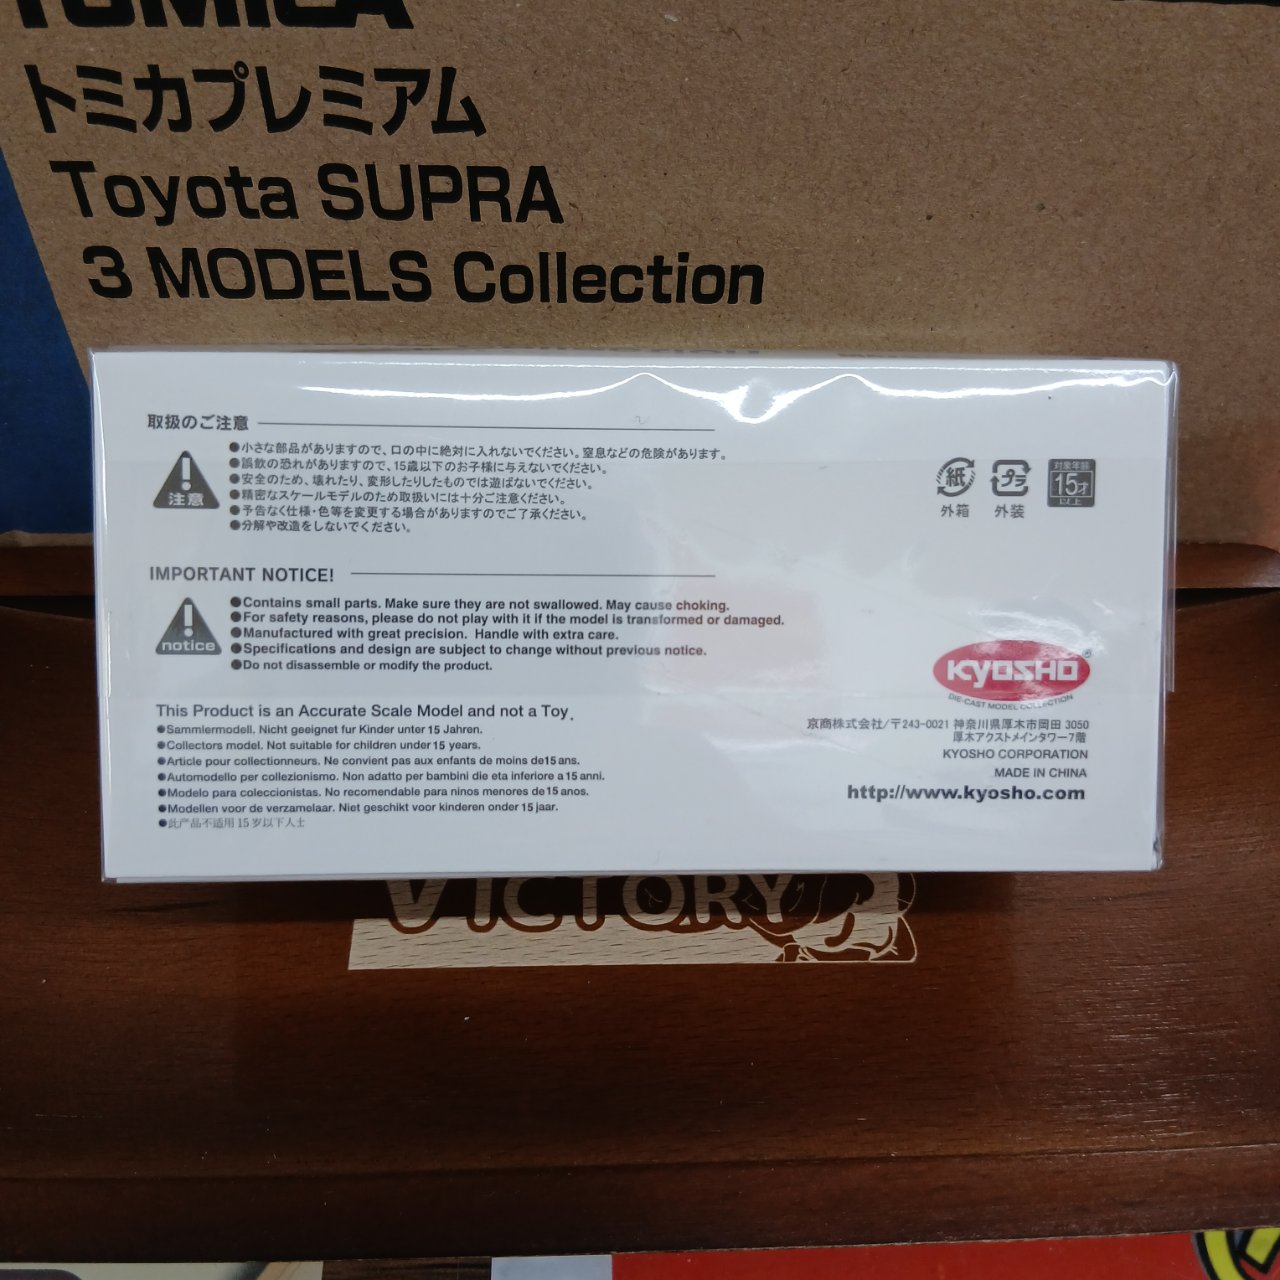 TOMICA
トミカプレミアム
Toyota SUPRA
3 MODELS Collection
取扱のご注意
注意
●小さな部品がありますので、口の中に絶対に入れないでください。窒息などの危険があります。
●誤飲の恐れがありますので、15歳以下のお子様に与えないでください。
●安全のため、壊れたり、変形したりしたものでは遊ばないでください。
●精密なスケールモデルのため取扱いには十分ご注意ください。
●予告なく仕様・色等を変更する場合がありますのでご了承ください。
●分解や改造をしないでください。
紙
外箱
プラ
外装
対象年齢
15才
以上
IMPORTANT NOTICE!
notice
●Contains small parts. Make sure they are not swallowed. May cause choking.
●For safety reasons, please do not play with it if the model is transformed or damaged.
●Manufactured with great precision. Handle with extra care.
●Specifications and design are subject to change without previous notice.
●Do not disassemble or modify the product.
This Product is an Accurate Scale Model and not a Toy.
●Sammlermodell. Nicht geeignet fur Kinder unter 15 Jahren.
●Collectors model. Not suitable for children under 15 years.
●Article pour collectionneurs. Ne convient pas aux enfants de moins de15 ans.
●Automodello per collezionismo. Non adatto per bambini die eta inferiore a 15 anni.
●Modelo para coleccionistas. No recomendable para ninos menores de 15 anos.
●Modellen voor de verzamelaar. Niet geschikt voor kinderen onder 15 jaar.
●此产品不适用 15 岁以下人士
KYOSHO®
DIE-CAST MODEL COLLECTION
京商株式会社/〒243-0021 神奈川県厚木市岡田 3050
厚木アクストメインタワー7階
KYOSHO CORPORATION
MADE IN CHINA
http://www.kyosho.com
VICTORY